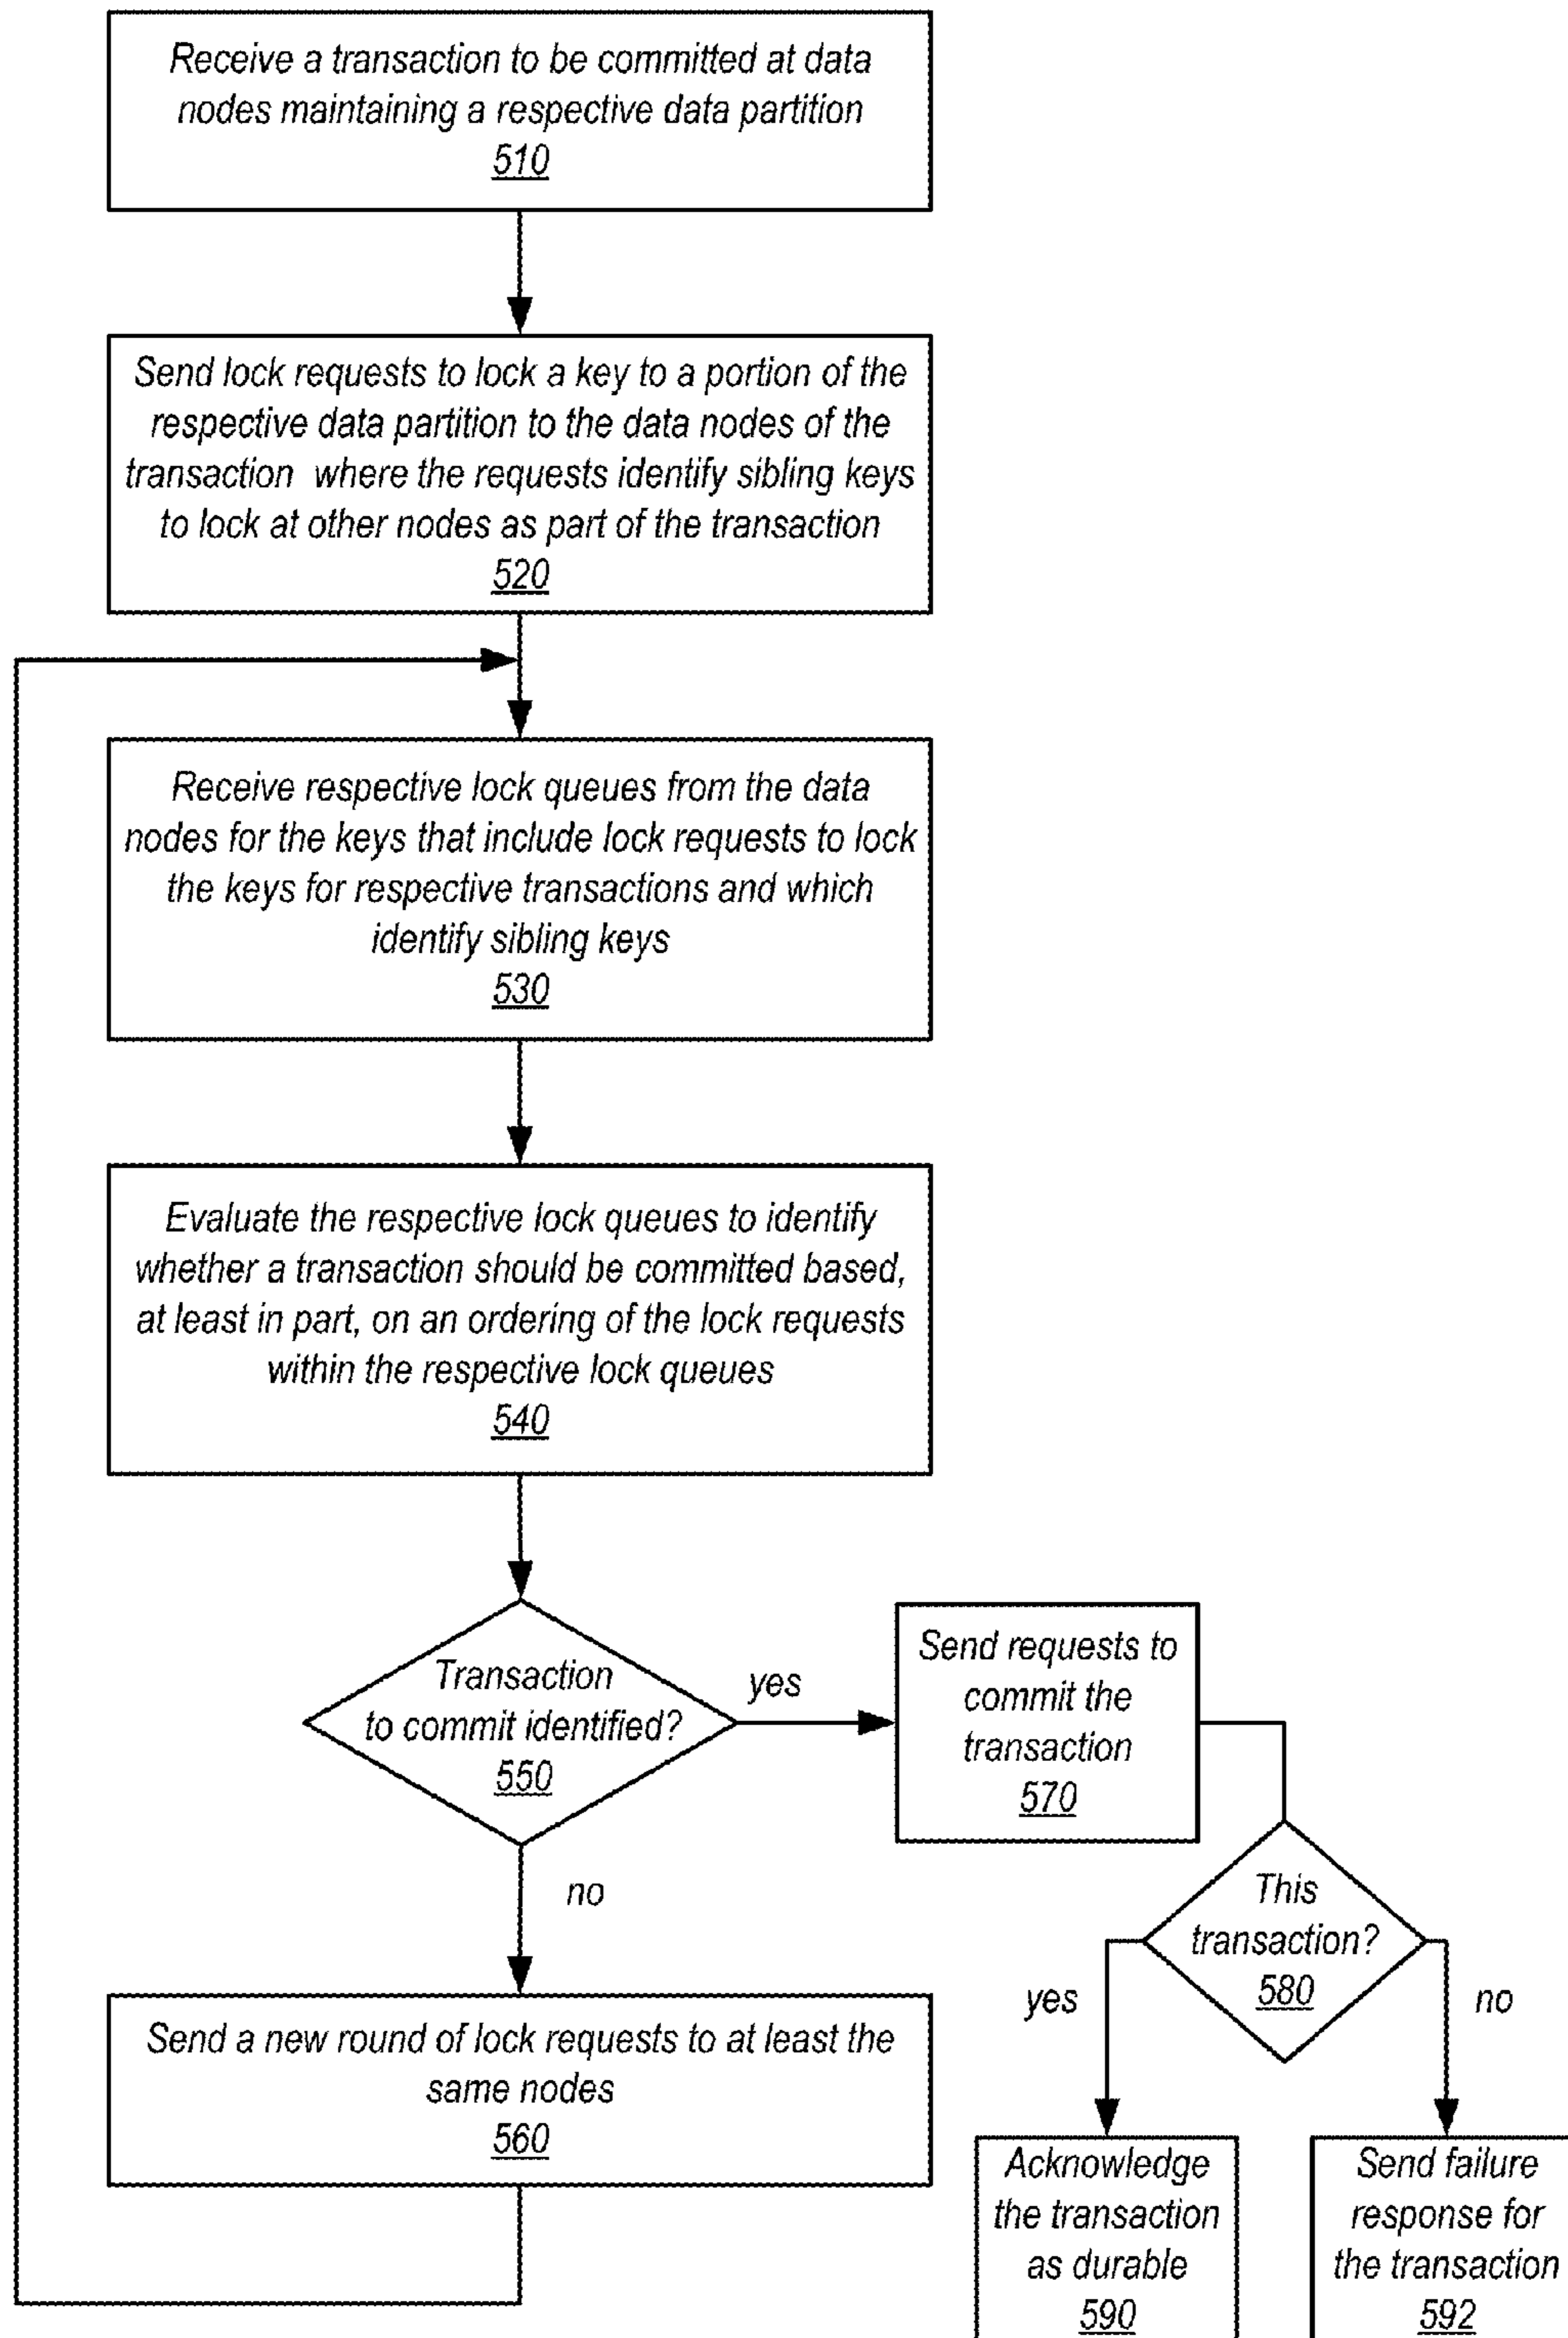 Receive a transaction to be committed at data
nodes maintaining a respective data partition
510
Send lock requests to lock a key to a portion of the
respective data partition to the data nodes of the
transaction where the requests identify sibling keys
to lock at other nodes as part of the transaction
520
Receive respective lock queues from the data
nodes for the keys that include lock requests to lock
the keys for respective transactions and which
identify sibling keys
530
Evaluate the respective lock queues to identify
whether a transaction should be committed based,
at least in part, on an ordering of the lock requests
within the respective lock queues
540
Transaction
to commit identified?
550
yes
Send requests to
commit the
transaction
570
no
This
transaction?
580
yes
no
Send a new round of lock requests to at least the
same nodes
560
Acknowledge
the transaction
as durable
590
Send failure
response for
the transaction
592